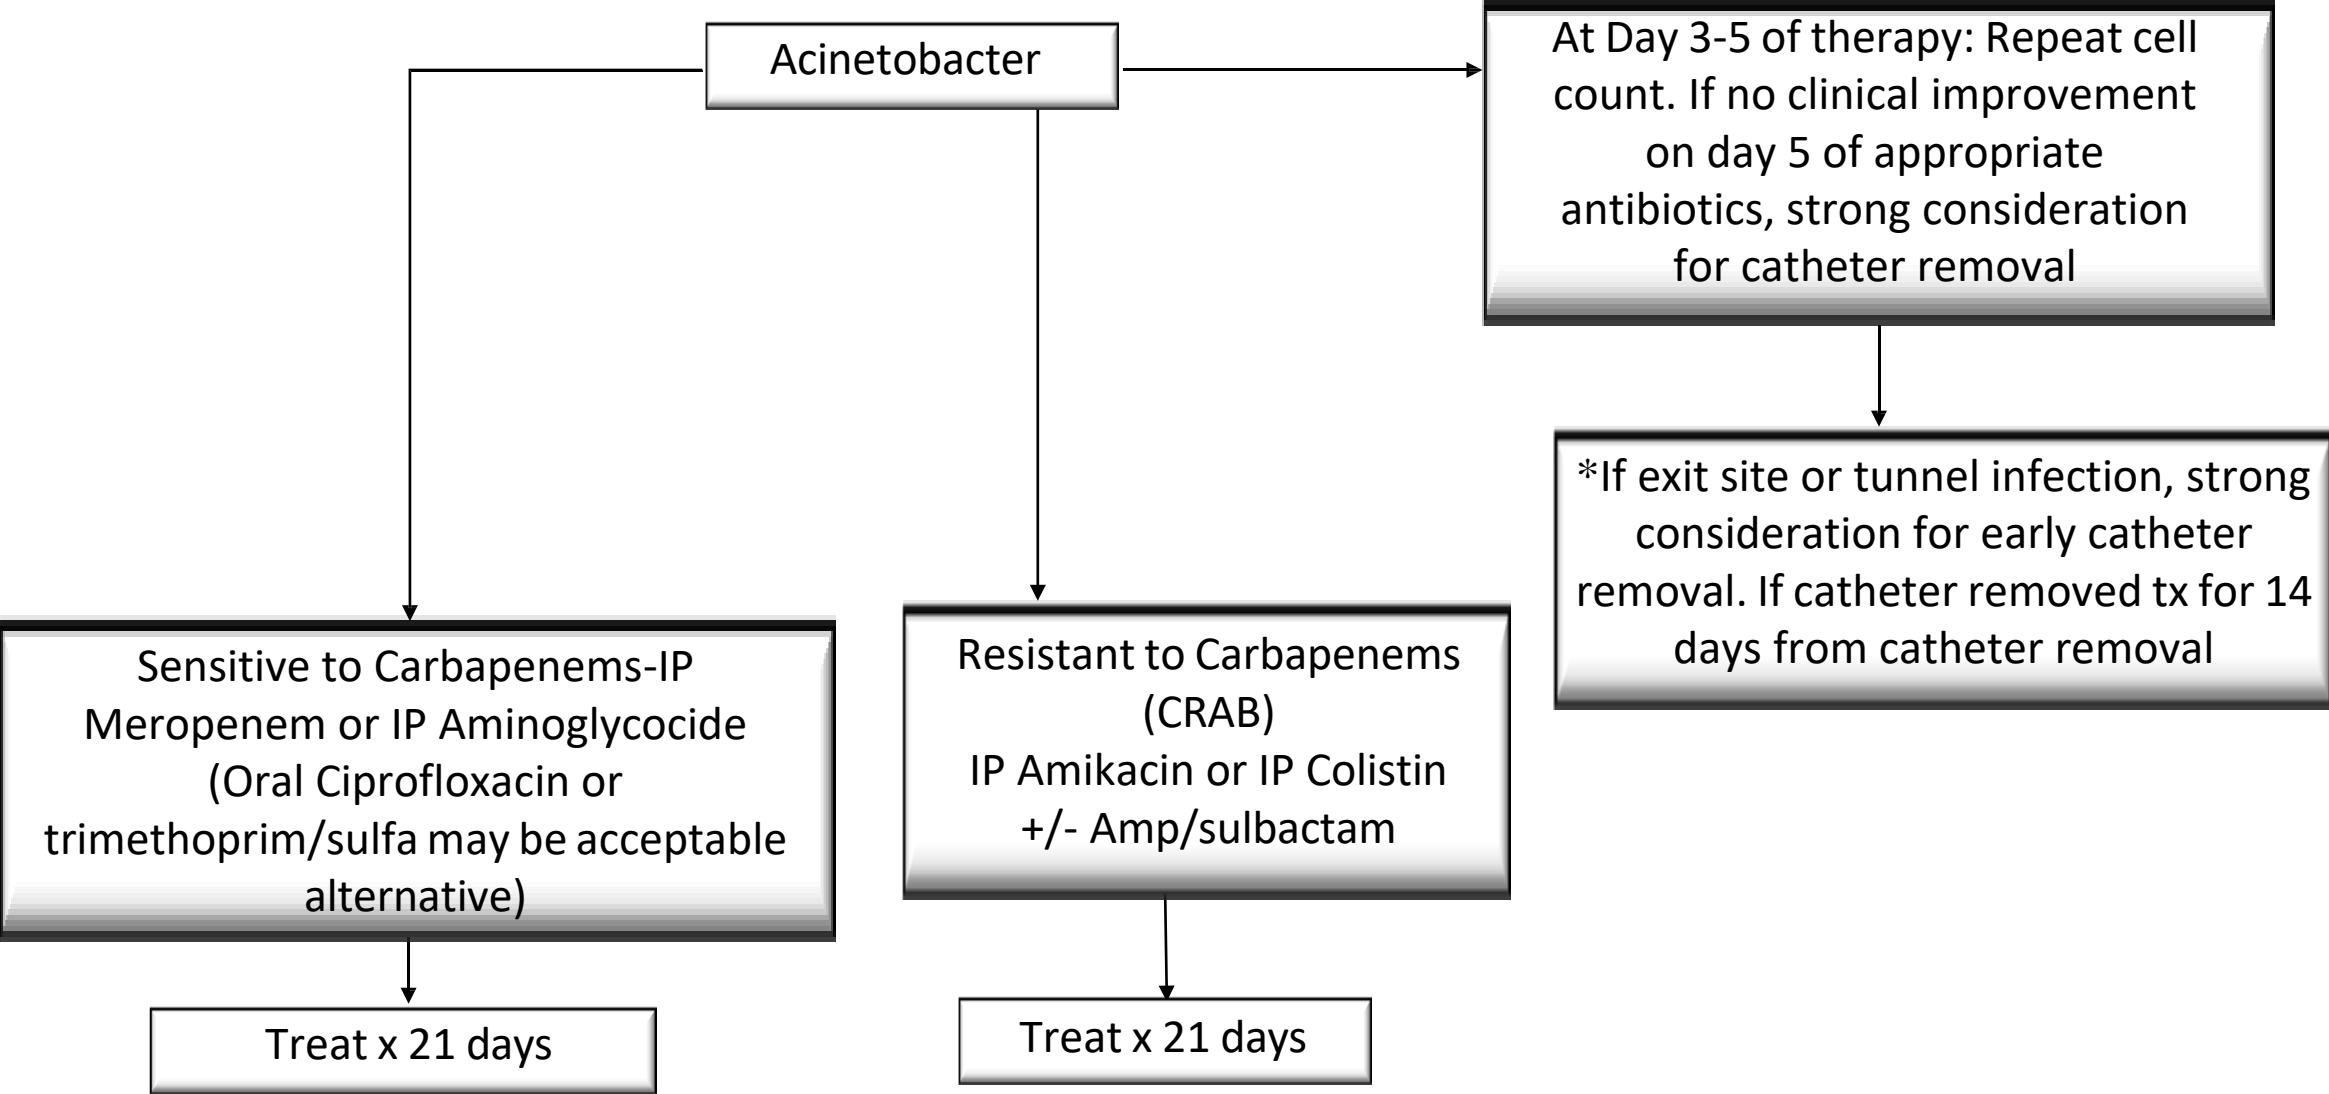 Acinetobacter
At Day 3-5 of therapy: Repeat cell
count. If no clinical improvement
on day 5 of appropriate
antibiotics, strong consideration
for catheter removal
*If exit site or tunnel infection, strong
consideration for early catheter
removal. If catheter removed tx for 14
days from catheter removal
Sensitive to Carbapenems-IP
Meropenem or IP Aminoglycocide
(Oral Ciprofloxacin or
trimethoprim/sulfa may be acceptable
alternative)
Treat x 21 days
Resistant to Carbapenems
(CRAB)
IP Amikacin or IP Colistin
+/- Amp/sulbactam
Treat x 21 days